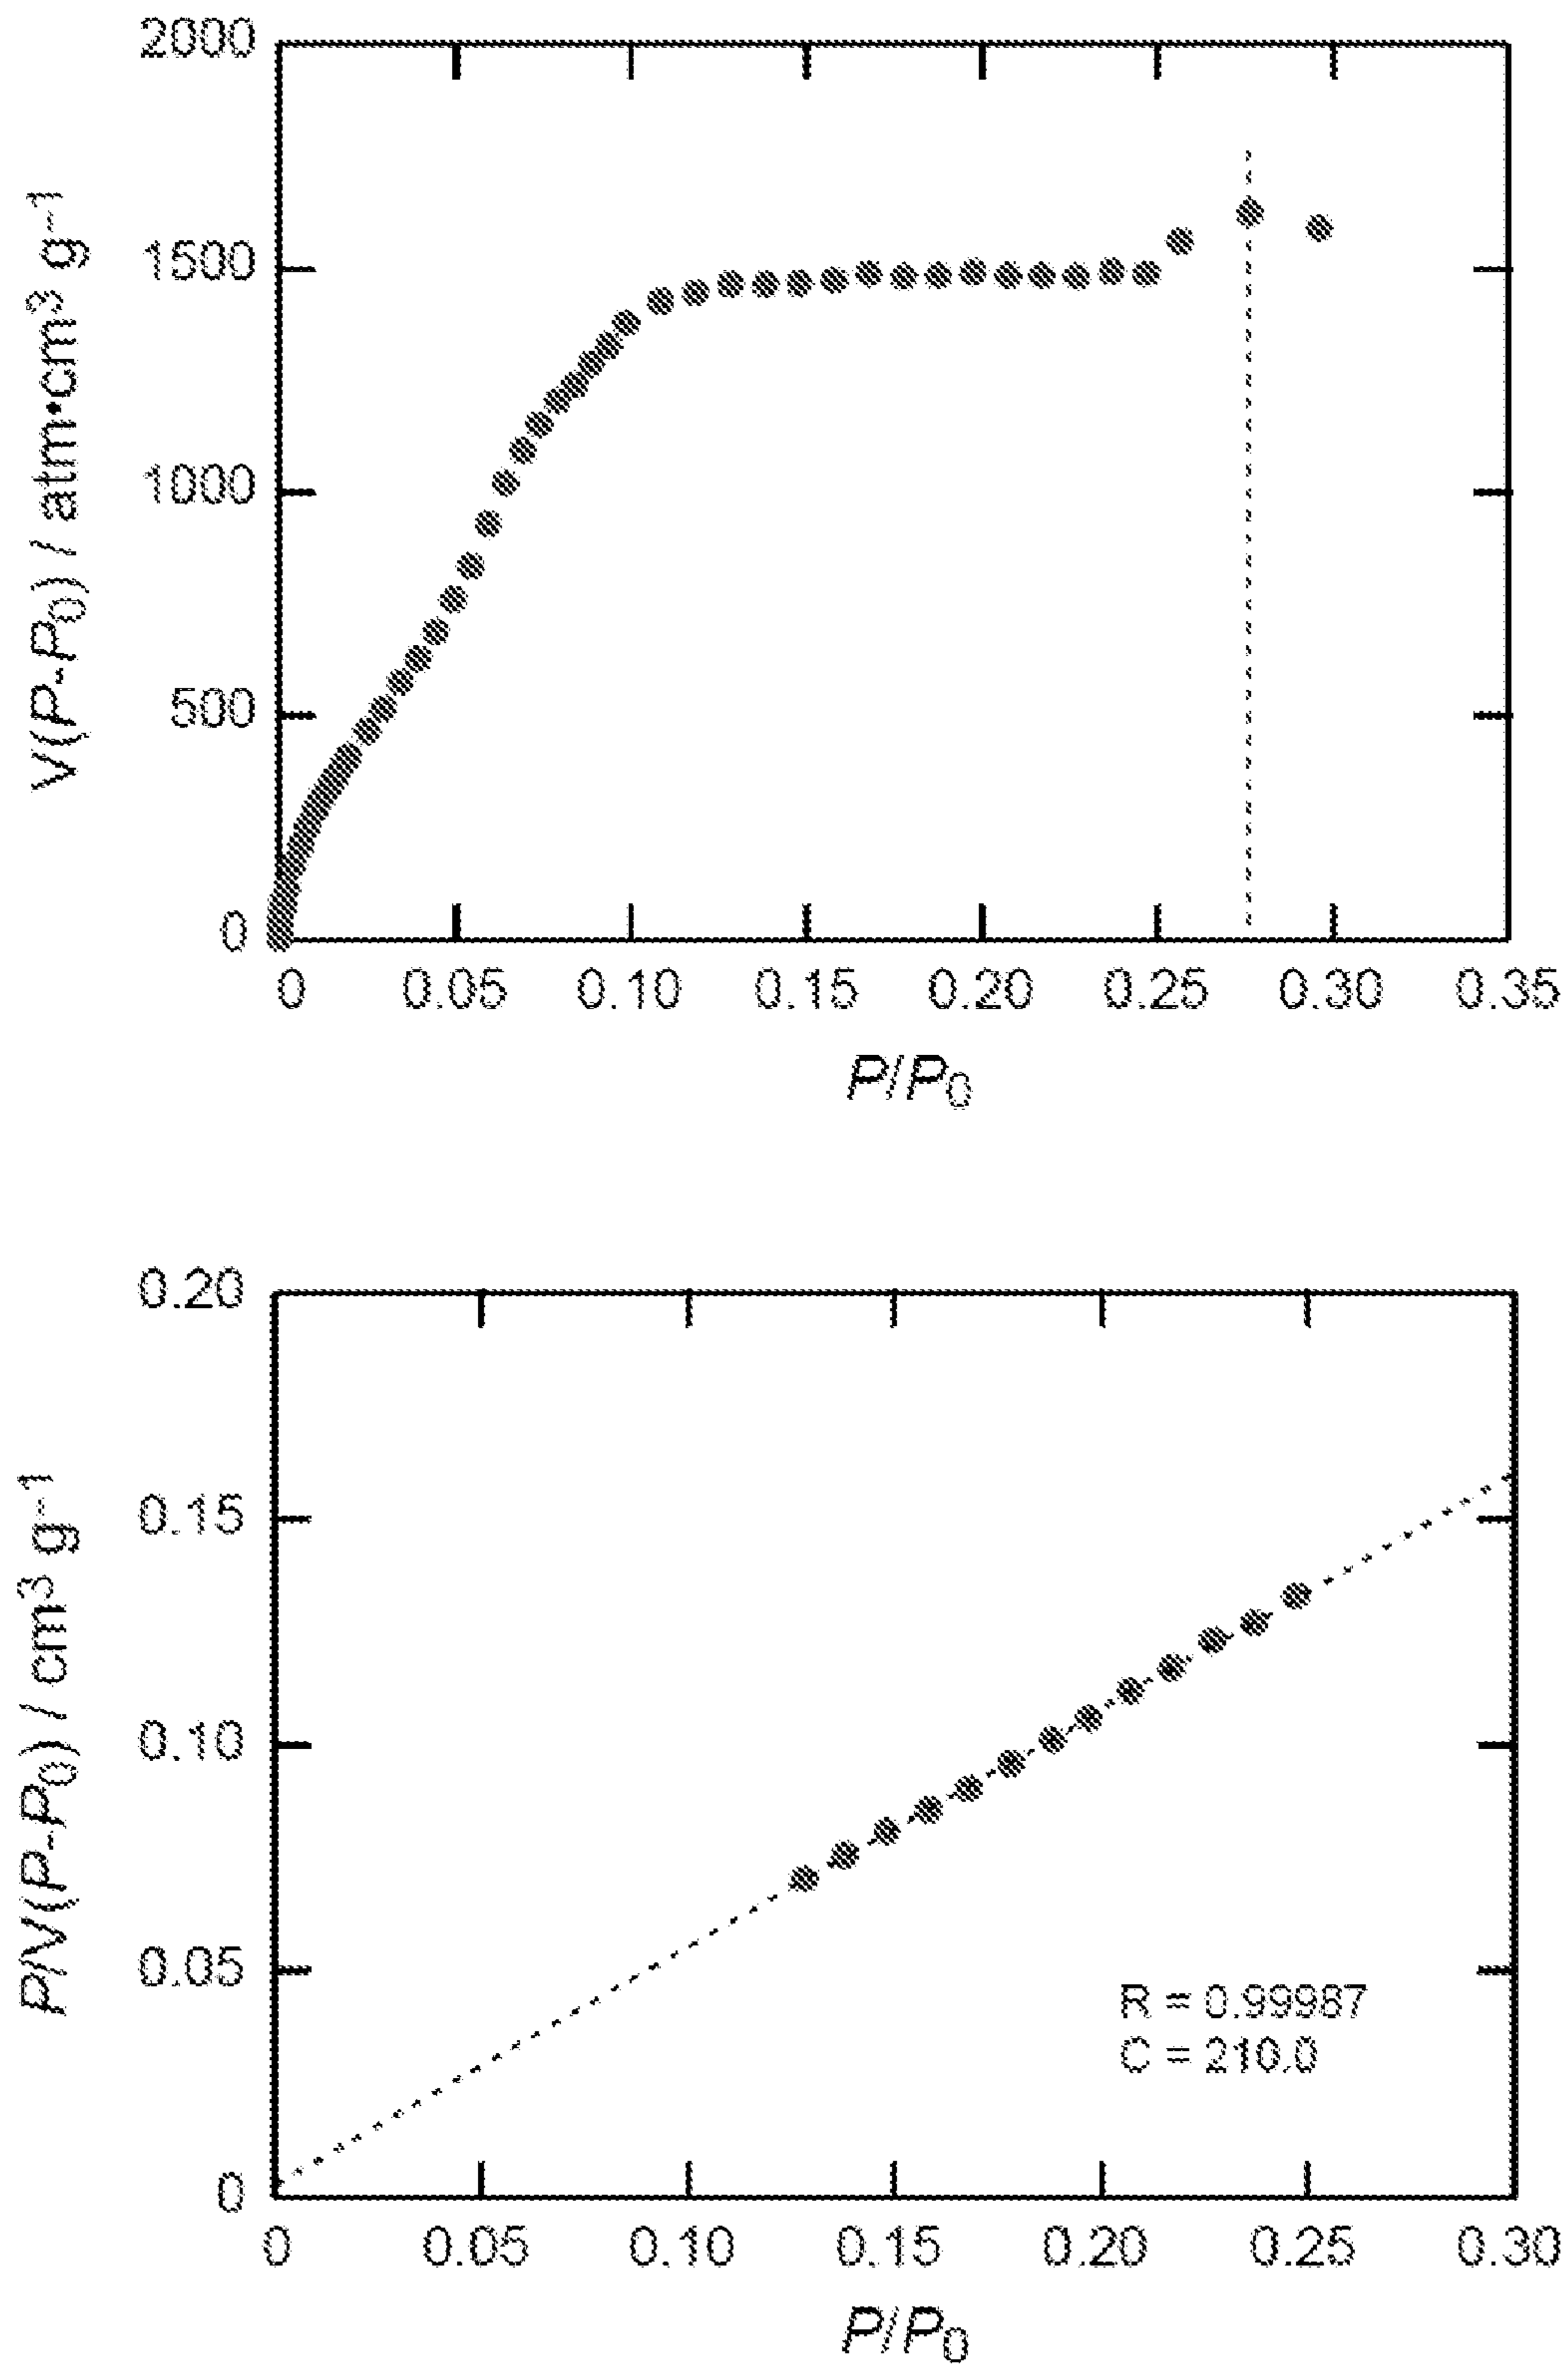 2000
1500
1000
500
0
V(P-P0) / atm•cm3 g–1
0 0.05 0.10 0.15 0.20 0.25 0.30 0.35
P/P0
0.20
0.15
0.10
0.05
0
P/V(P-P0) / cm3 g–1
R = 0.99987
C = 210.0
0 0.05 0.10 0.15 0.20 0.25 0.30
P/P0